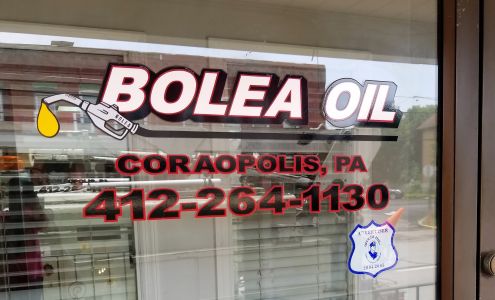 BOLEA OIL
CORAOPOLIS, PA
412-264-1130